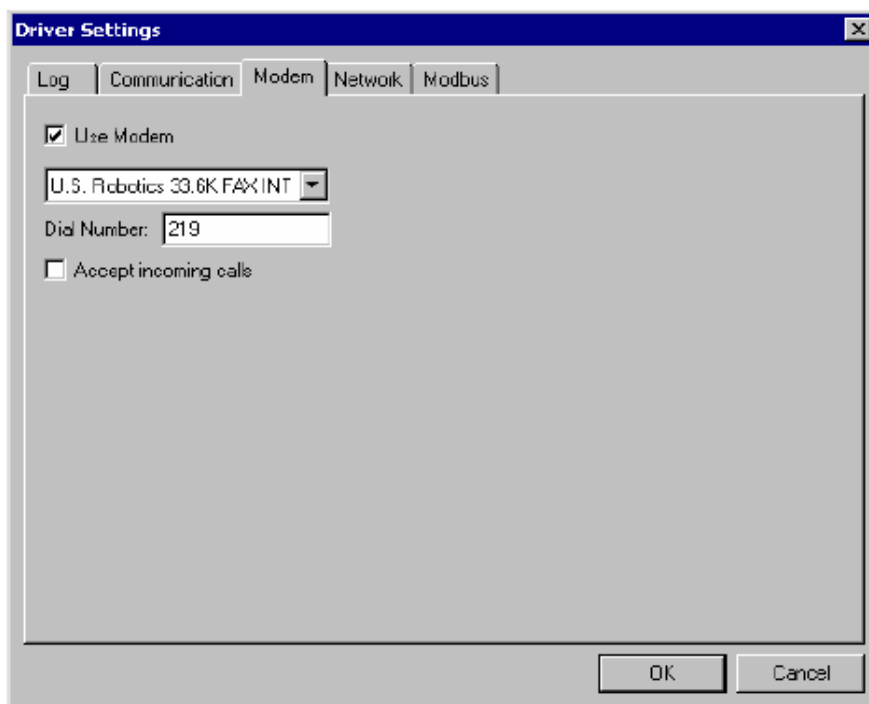 Driver Settings
Log Communication Modem Network Modbus
Use Modem
U.S. Robotics 33.6K FAX INT
Dial Number: 219
Accept incoming calls
OK Cancel